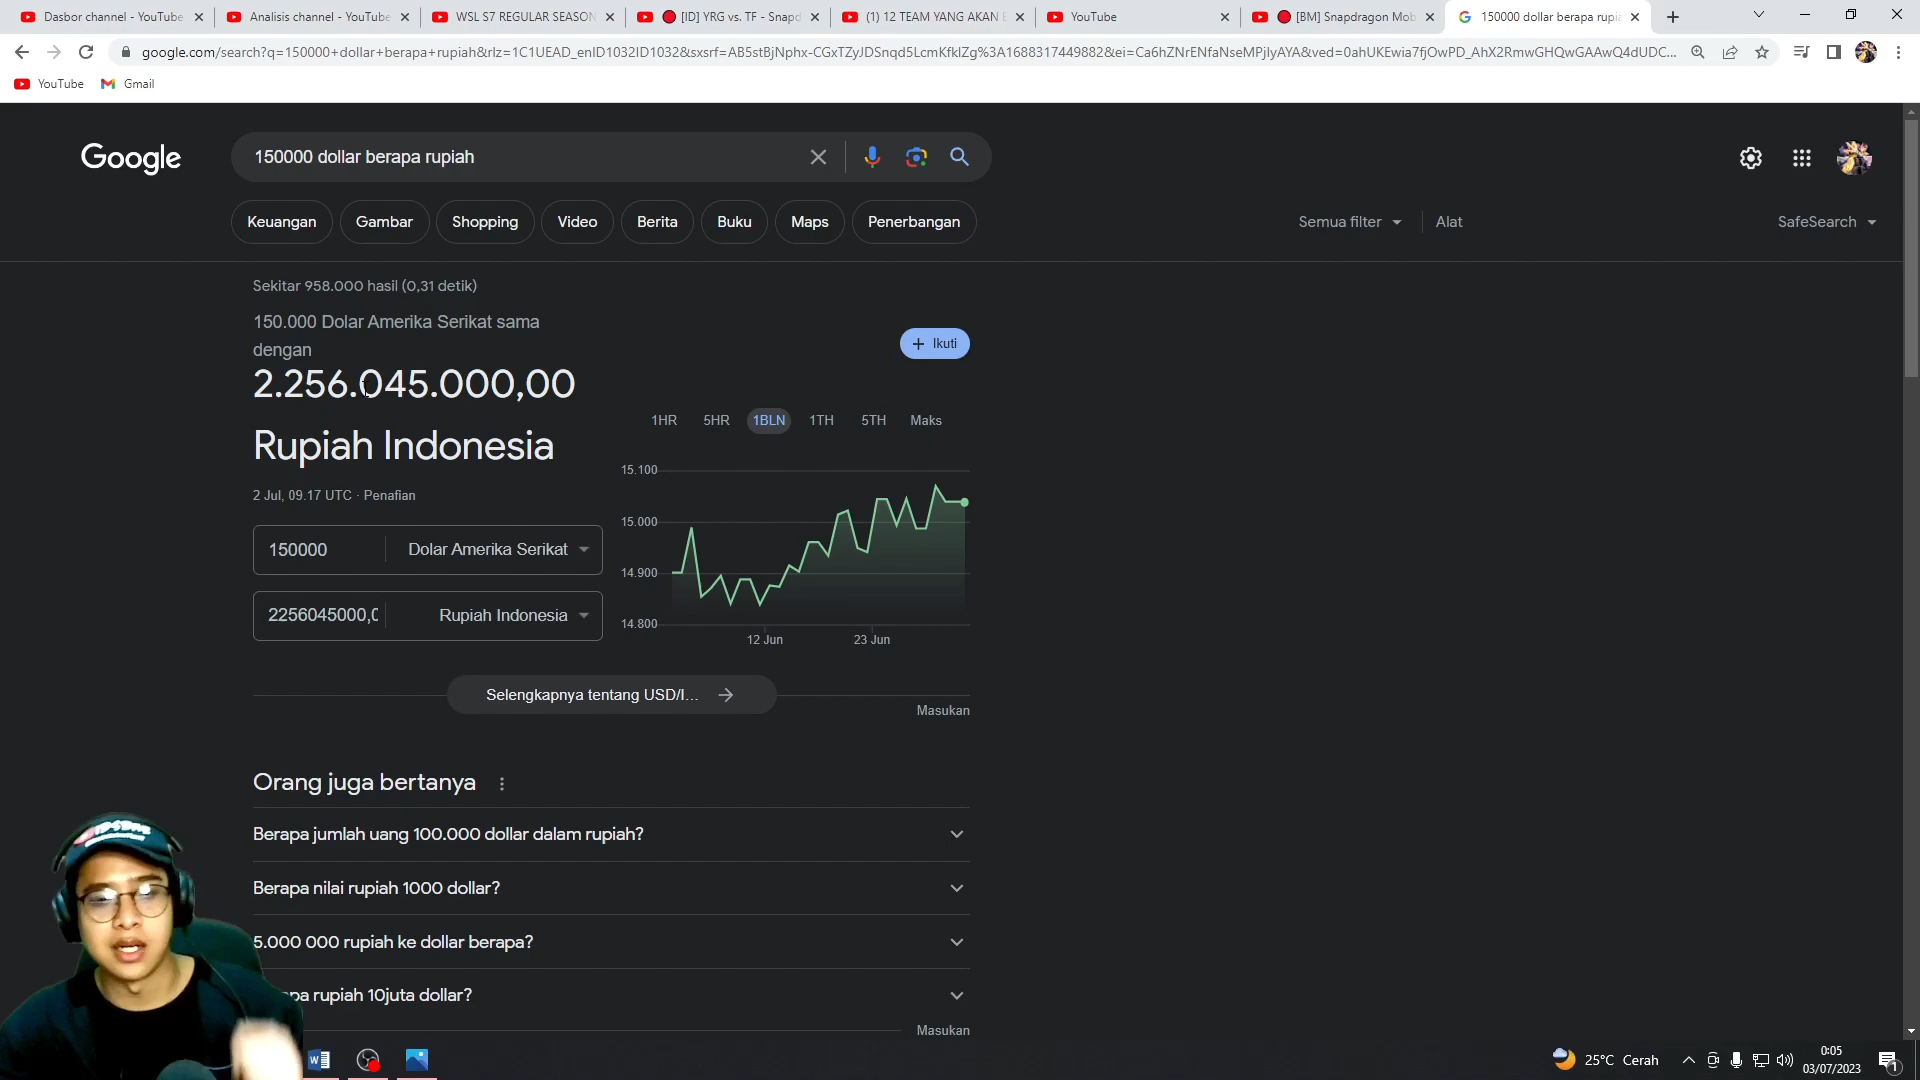 Dasbor channel - YouTube
Analisis channel - YouTube
WSL S7 REGULAR SEASON
[ID] YRG vs. TF - Snapd
(1) 12 TEAM YANG AKAN
YouTube
[BM] Snapdragon Mob
150000 dollar berapa rupia
google.com/search?q=150000+dollar+berapa+rupiah&rlz=1C1UEAD_enID1032ID1032&sxsrf=AB5stBjNphx-CGxTZyJDSnqd5LcmKfkIZg%3A1688317449882&ei=Ca6hZNrENfaNseMPjIyAYA&ved=0ahUKEwia7fjOwPD_AhX2RmwGHQwGAAwQ4dUDC...
YouTube
Gmail
Google
150000 dollar berapa rupiah
Keuangan
Gambar
Shopping
Video
Berita
Buku
Maps
Penerbangan
Semua filter
Alat
SafeSearch
Sekitar 958.000 hasil (0,31 detik)
150.000 Dolar Amerika Serikat sama
dengan
2.256.045.000,00
Rupiah Indonesia
2 Jul, 09.17 UTC · Penafian
+ Ikuti
1HR
5HR
1BLN
1TH
5TH
Maks
15.100
15.000
14.900
14.800
12 Jun
23 Jun
150000
Dolar Amerika Serikat
2256045000,0
Rupiah Indonesia
Selengkapnya tentang USD/I...
Masukan
Orang juga bertanya
Berapa jumlah uang 100.000 dollar dalam rupiah?
Berapa nilai rupiah 1000 dollar?
5.000 000 rupiah ke dollar berapa?
rupiah 10juta dollar?
Masukan
25°C Cerah
0:05
03/07/2023
1